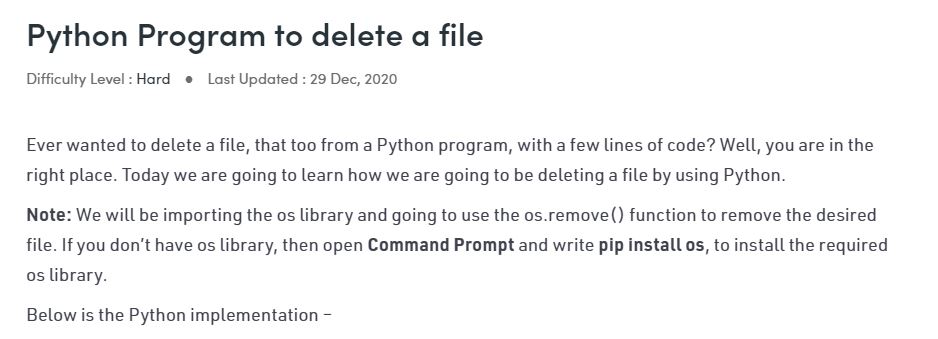 Python Program to delete a file
Difficulty Level : Hard ● Last Updated : 29 Dec, 2020
Ever wanted to delete a file, that too from a Python program, with a few lines of code? Well, you are in the
right place. Today we are going to learn how we are going to be deleting a file by using Python.
Note: We will be importing the os library and going to use the os.remove() function to remove the desired
file. If you don’t have os library, then open Command Prompt and write pip install os, to install the required
os library.
Below is the Python implementation –